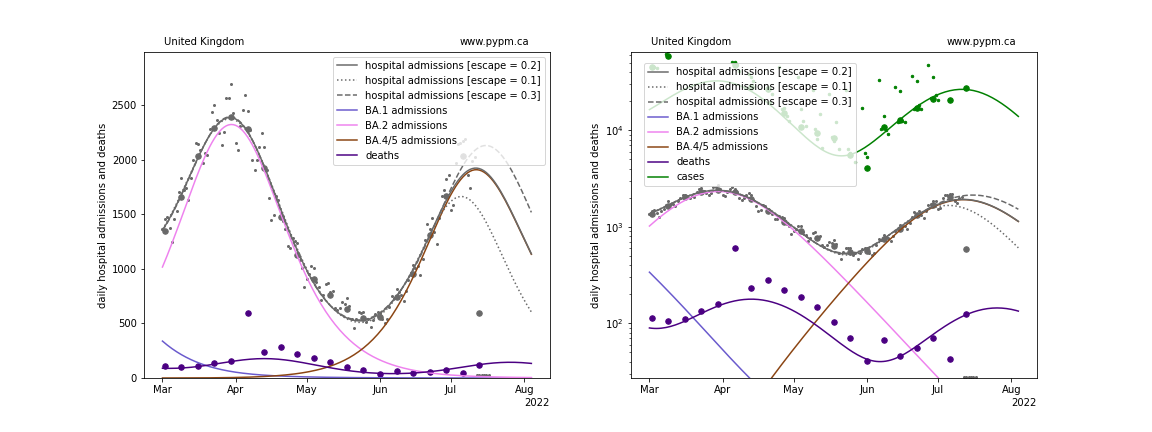 United Kingdom www.pypm.ca
hospital admissions [escape = 0.2]
hospital admissions [escape = 0.1]
hospital admissions [escape = 0.3]
BA.1 admissions
BA.2 admissions
BA.4/5 admissions
deaths
daily hospital admissions and deaths
2500
2000
1500
1000
500
0
Mar Apr May Jun Jul Aug
2022
United Kingdom www.pypm.ca
hospital admissions [escape = 0.2]
hospital admissions [escape = 0.1]
hospital admissions [escape = 0.3]
BA.1 admissions
BA.2 admissions
BA.4/5 admissions
deaths
cases
daily hospital admissions and deaths
10⁴
10³
10²
Mar Apr May Jun Jul Aug
2022